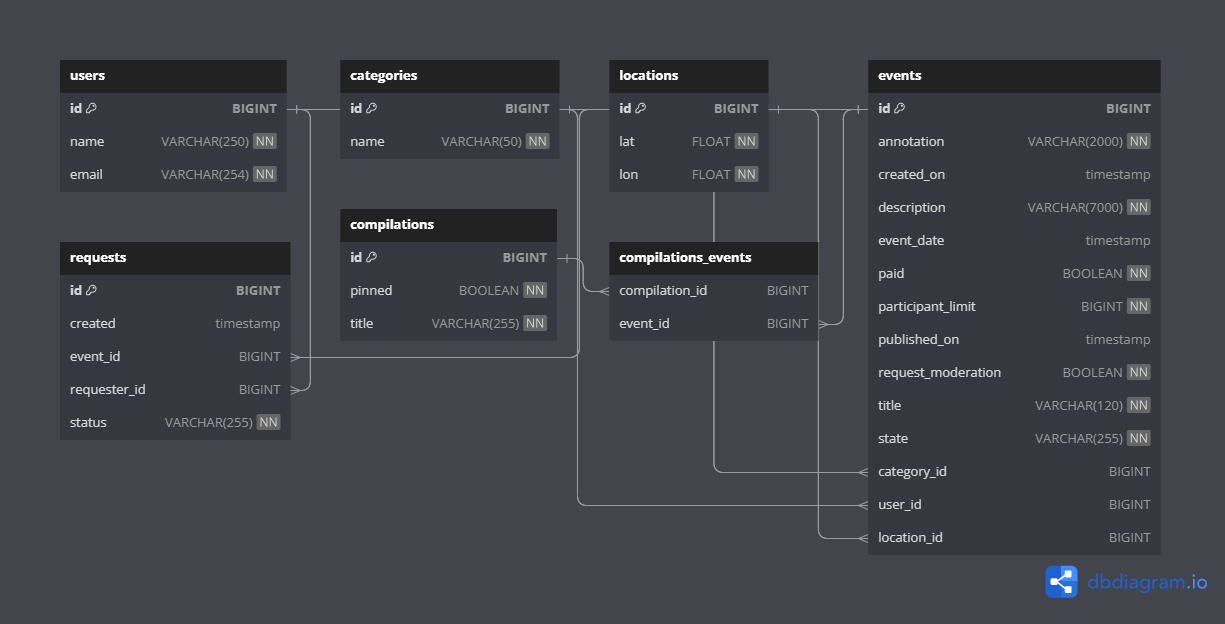 users
id BIGINT
name VARCHAR(250) NN
email VARCHAR(254) NN
categories
id BIGINT
name VARCHAR(50) NN
locations
id BIGINT
lat FLOAT NN
lon FLOAT NN
events
id BIGINT
annotation VARCHAR(2000) NN
created_on timestamp
description VARCHAR(7000) NN
event_date timestamp
paid BOOLEAN NN
participant_limit BIGINT NN
published_on timestamp
request_moderation BOOLEAN NN
title VARCHAR(120) NN
state VARCHAR(255) NN
category_id BIGINT
user_id BIGINT
location_id BIGINT
requests
id BIGINT
created timestamp
event_id BIGINT
requester_id BIGINT
status VARCHAR(255) NN
compilations
id BIGINT
pinned BOOLEAN NN
title VARCHAR(255) NN
compilations_events
compilation_id BIGINT
event_id BIGINT
dbdiagram.io